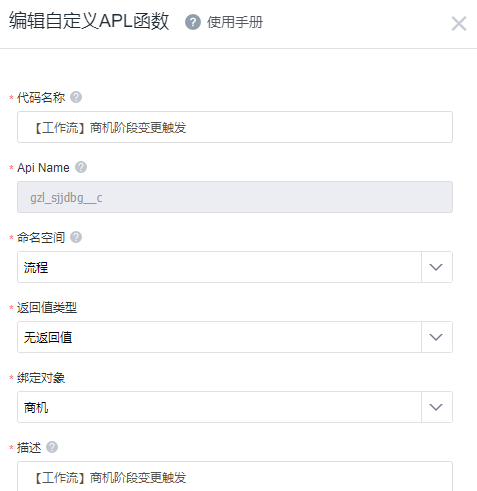 编辑自定义APL函数 ? 使用手册
* 代码名称 ?
【工作流】商机阶段变更触发
* Api Name ?
gzl_sjjdbg__c
* 命名空间 ?
流程
* 返回值类型
无返回值
* 绑定对象
商机
* 描述 ?
【工作流】商机阶段变更触发